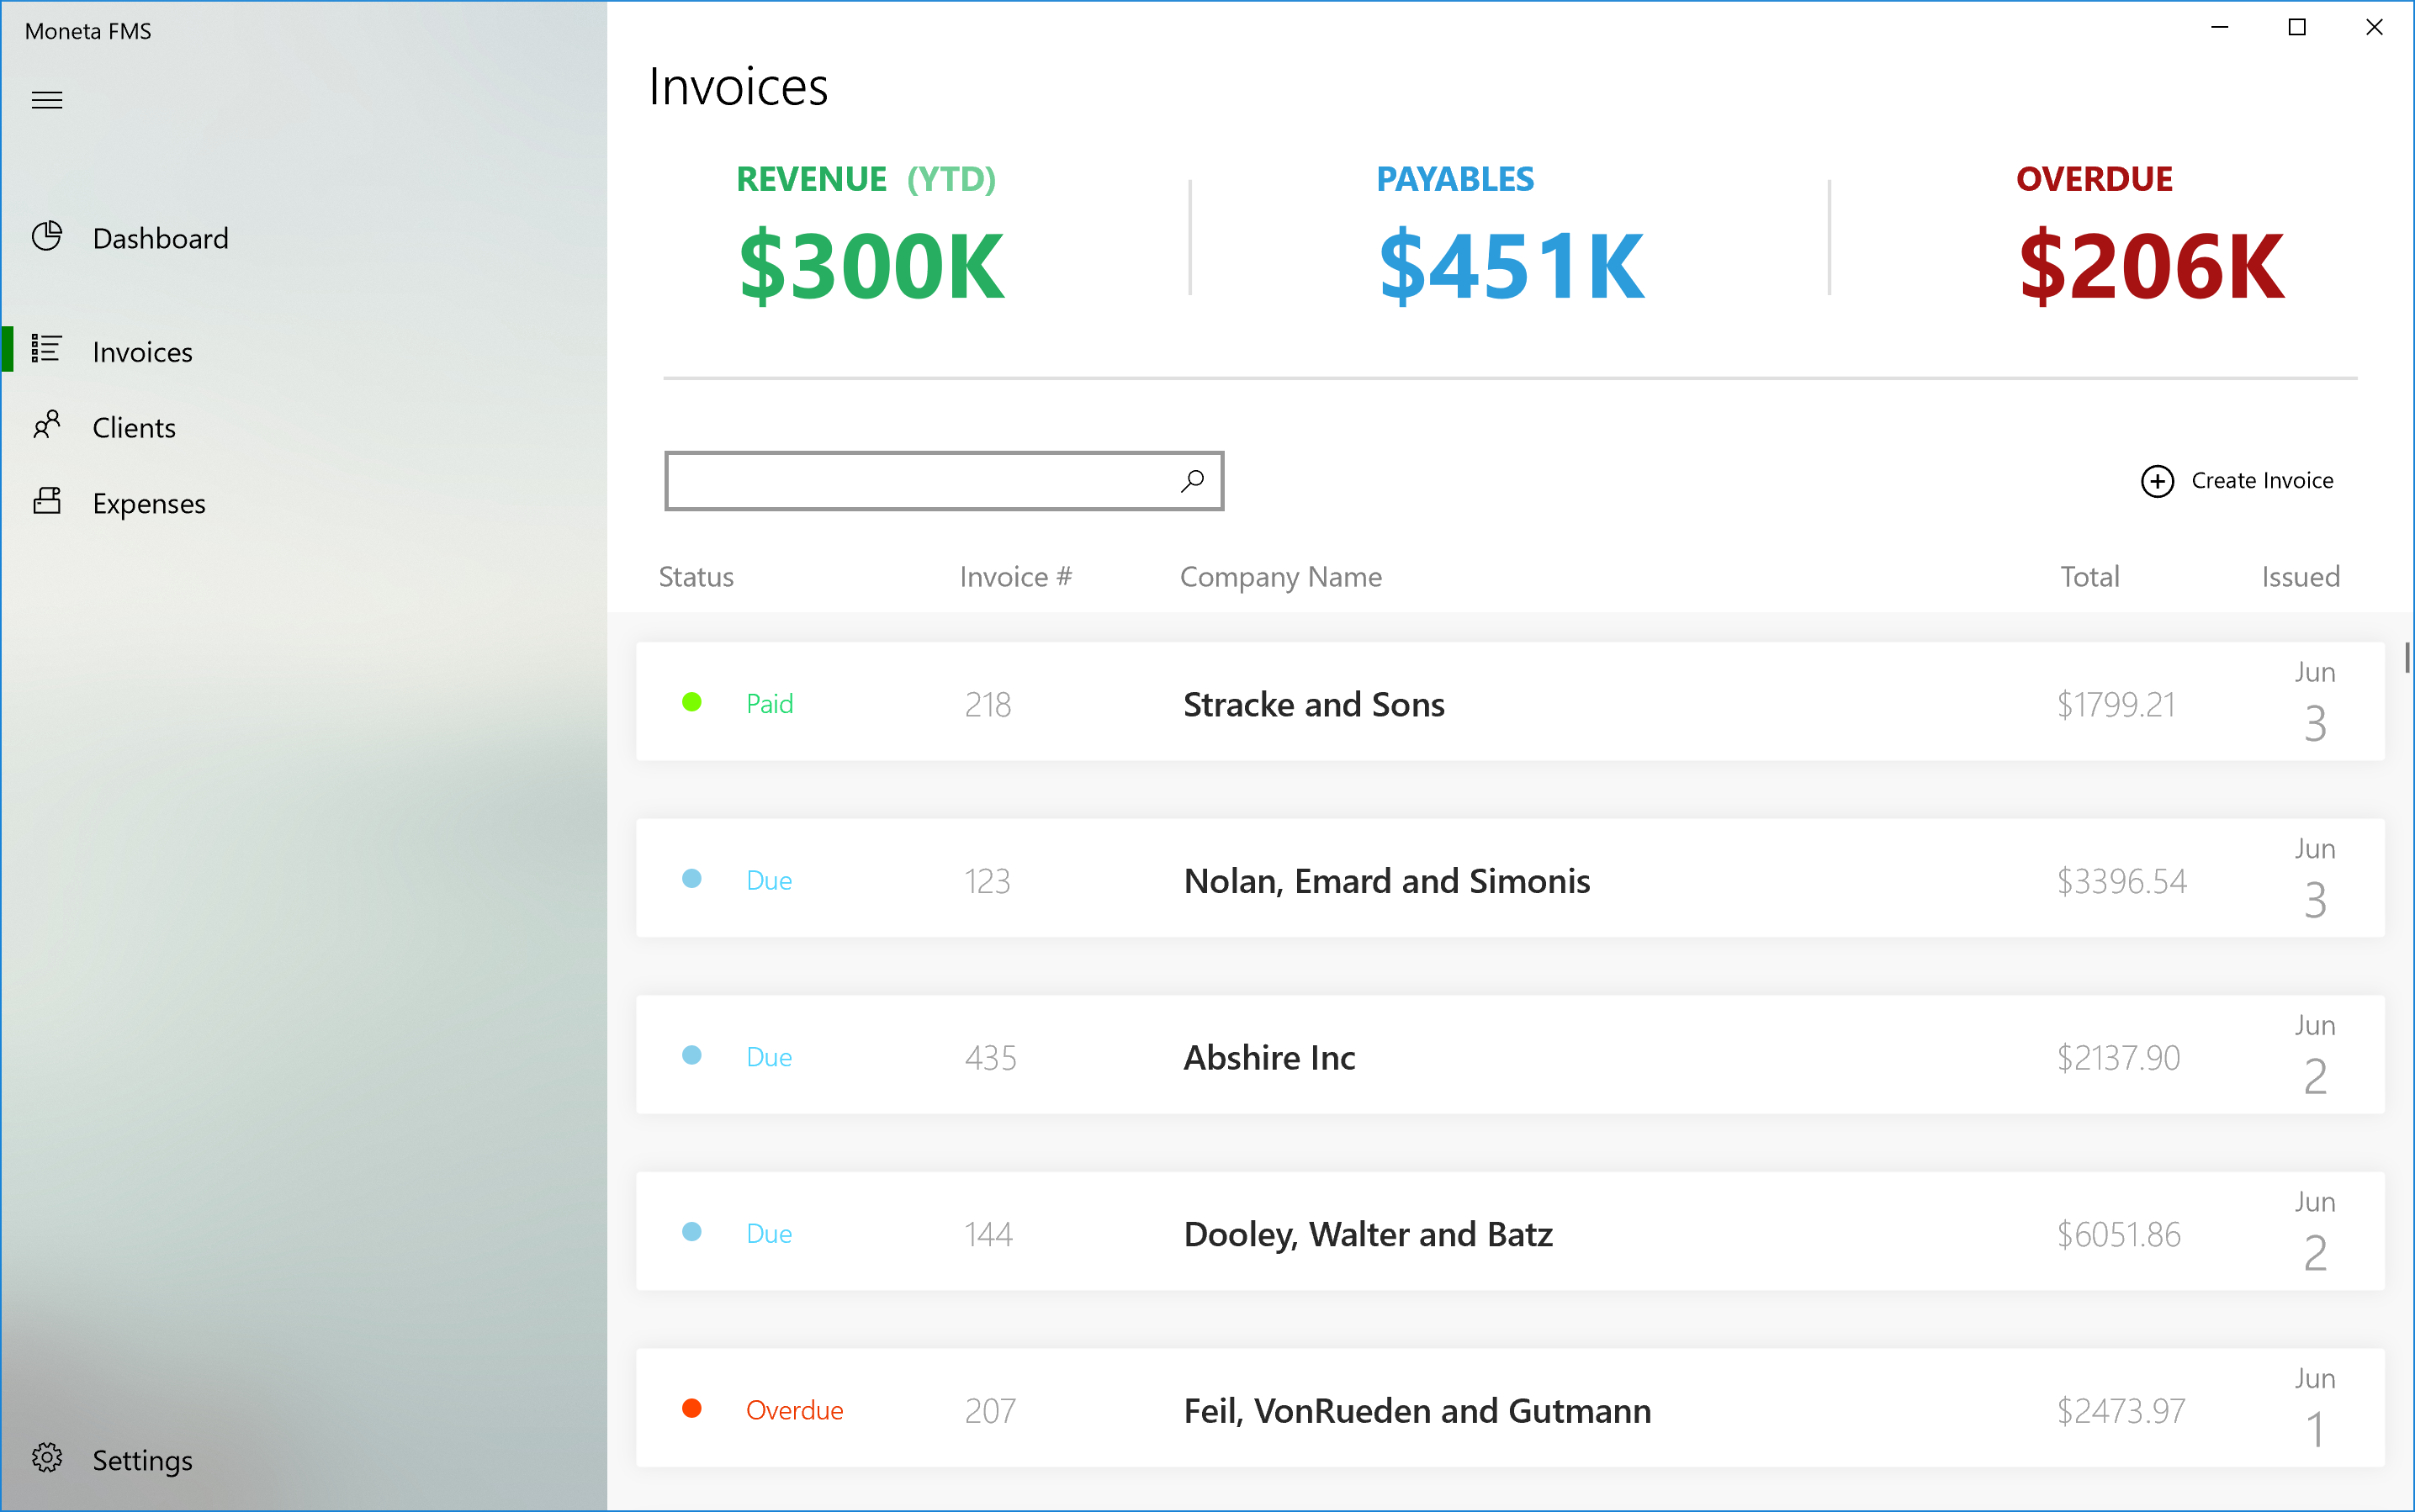 Moneta FMS
Dashboard
Invoices
Clients
Expenses
Settings
Invoices
REVENUE (YTD)
$300K
PAYABLES
$451K
OVERDUE
$206K
Create Invoice
Status Invoice # Company Name Total Issued
Paid 218 Stracke and Sons $1799.21 Jun 3
Due 123 Nolan, Emard and Simonis $3396.54 Jun 3
Due 435 Abshire Inc $2137.90 Jun 2
Due 144 Dooley, Walter and Batz $6051.86 Jun 2
Overdue 207 Feil, VonRueden and Gutmann $2473.97 Jun 1